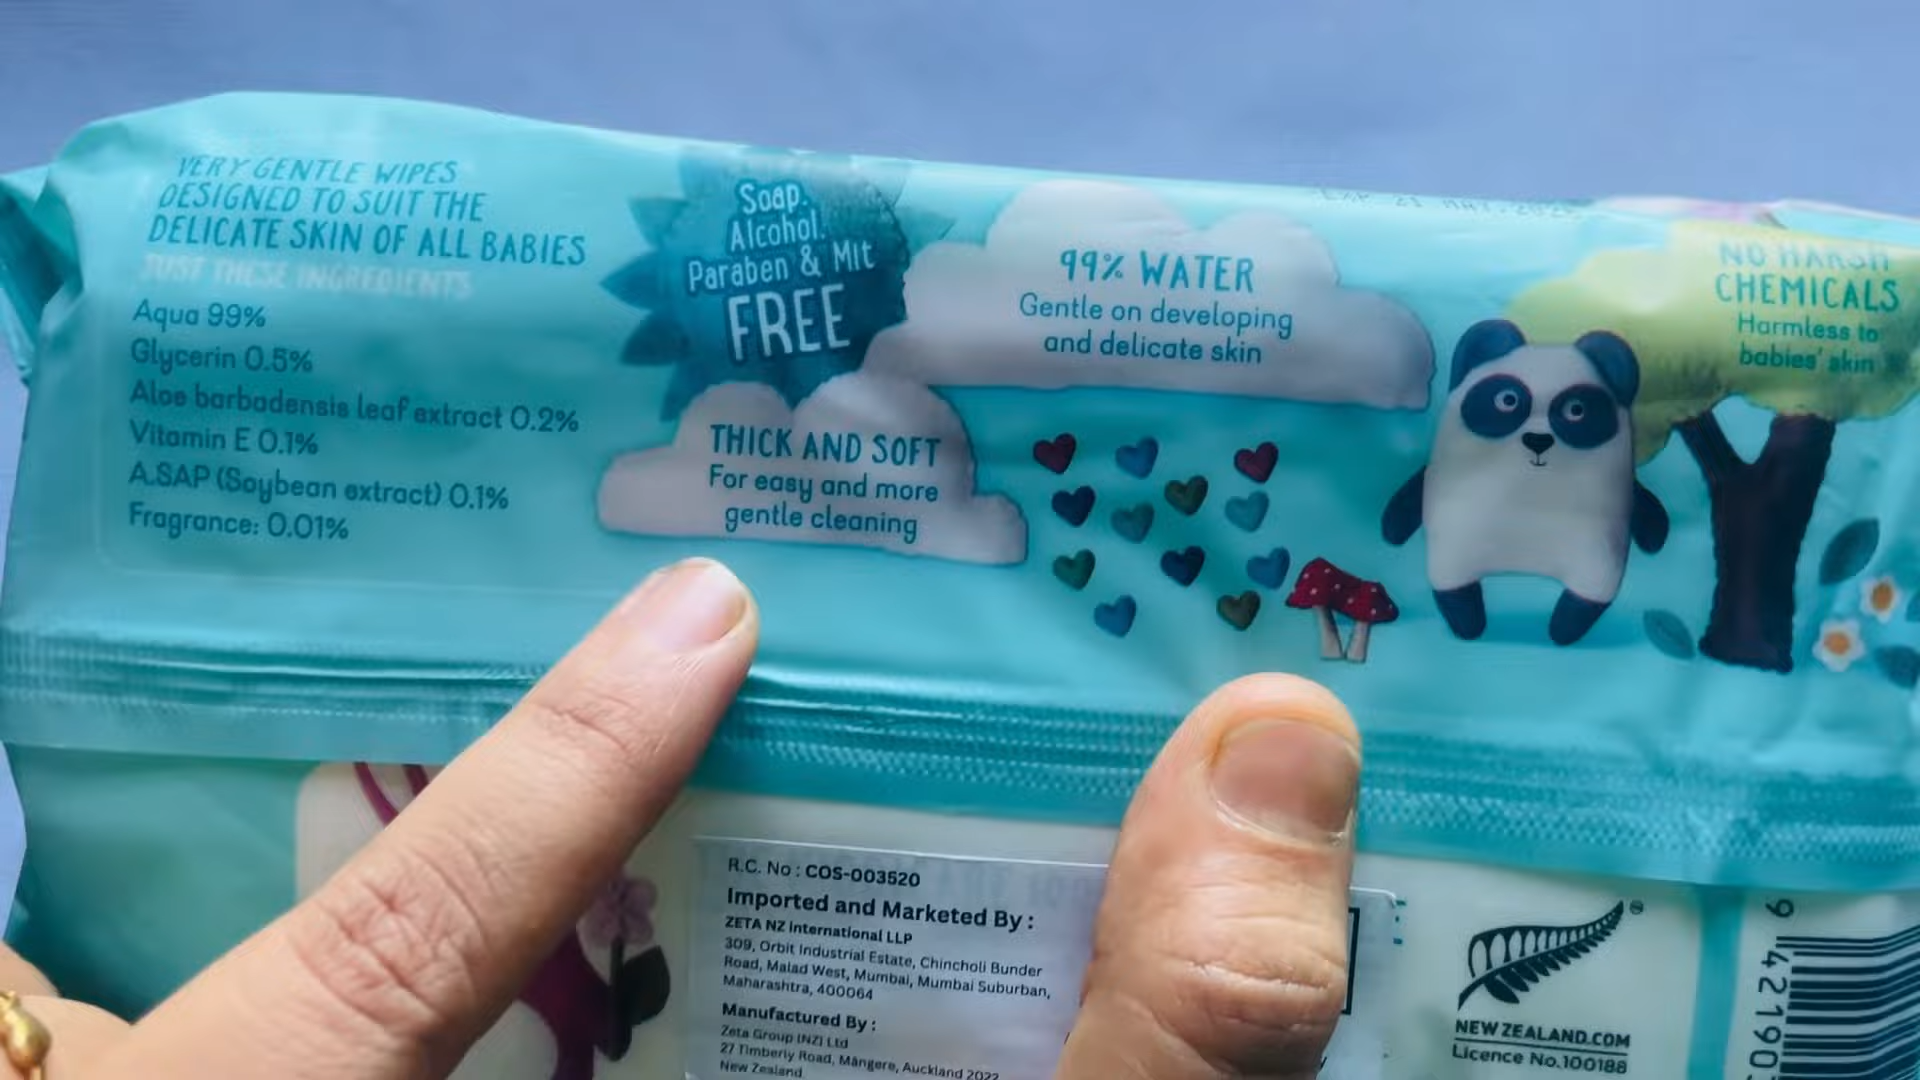 VERY GENTLE WIPES
DESIGNED TO SUIT THE
DELICATE SKIN OF ALL BABIES
JUST THESE INGREDIENTS
Aqua 99%
Glycerin 0.5%
Aloe barbadensis leaf extract 0.2%
Vitamin E 0.1%
A.SAP (Soybean extract) 0.1%
Fragrance: 0.01%
Soap.
Alcohol.
Paraben & Mit
FREE
THICK AND SOFT
For easy and more
gentle cleaning
99% WATER
Gentle on developing
and delicate skin
NO HARSH
CHEMICALS
Harmless to
babies' skin
R.C. No : COS-003520
Imported and Marketed By :
ZETA NZ International LLP
309, Orbit Industrial Estate, Chincholi Bunder
Road, Malad West, Mumbai, Mumbai Suburban,
Maharashtra, 400064
Manufactured By :
Zeta Group (NZ) Ltd
27 Timberly Road, Māngere, Auckland 2022
New Zealand
NEW ZEALAND.COM
Licence No.100188
9 42190